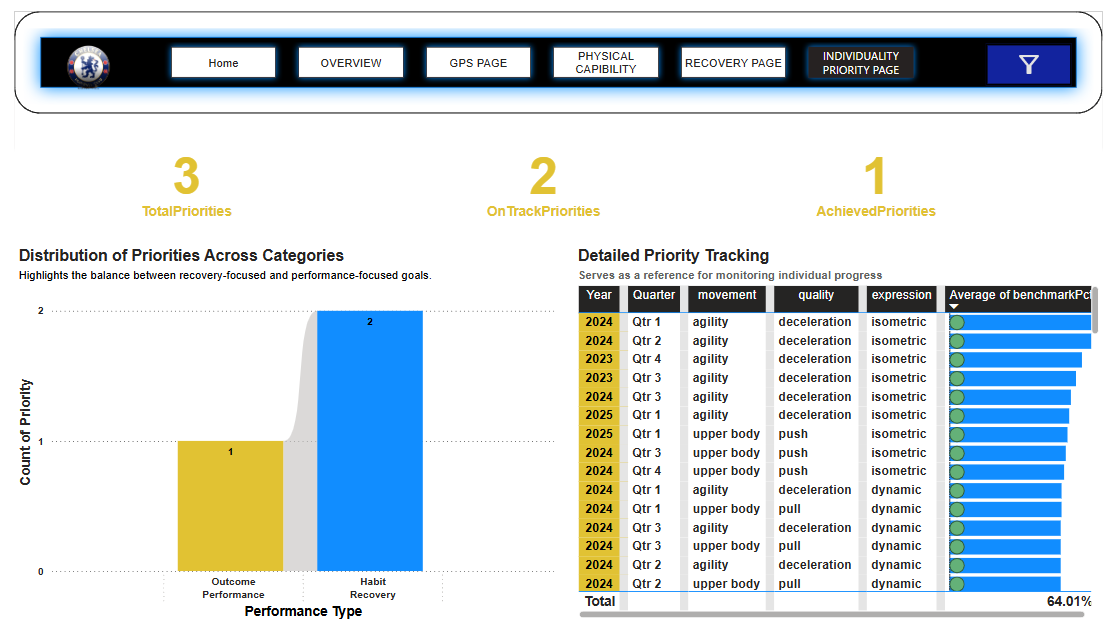 Home
OVERVIEW
GPS PAGE
PHYSICAL
CAPIBILITY
RECOVERY PAGE
INDIVIDUALITY
PRIORITY PAGE
3
TotalPriorities
2
OnTrackPriorities
1
AchievedPriorities
Distribution of Priorities Across Categories
Highlights the balance between recovery-focused and performance-focused goals.
Count of Priority
2
1
0
1
2
Outcome
Performance
Habit
Recovery
Performance Type
Detailed Priority Tracking
Serves as a reference for monitoring individual progress
Year Quarter movement quality expression Average of benchmarkPct
2024 Qtr 1 agility deceleration isometric
2024 Qtr 2 agility deceleration isometric
2023 Qtr 4 agility deceleration isometric
2023 Qtr 3 agility deceleration isometric
2024 Qtr 3 agility deceleration isometric
2025 Qtr 1 agility deceleration isometric
2025 Qtr 1 upper body push isometric
2024 Qtr 3 upper body push isometric
2024 Qtr 4 upper body push isometric
2024 Qtr 1 agility deceleration dynamic
2024 Qtr 1 upper body pull dynamic
2024 Qtr 3 agility deceleration dynamic
2024 Qtr 3 upper body pull dynamic
2024 Qtr 2 agility deceleration dynamic
2024 Qtr 2 upper body pull dynamic
Total 64.01%